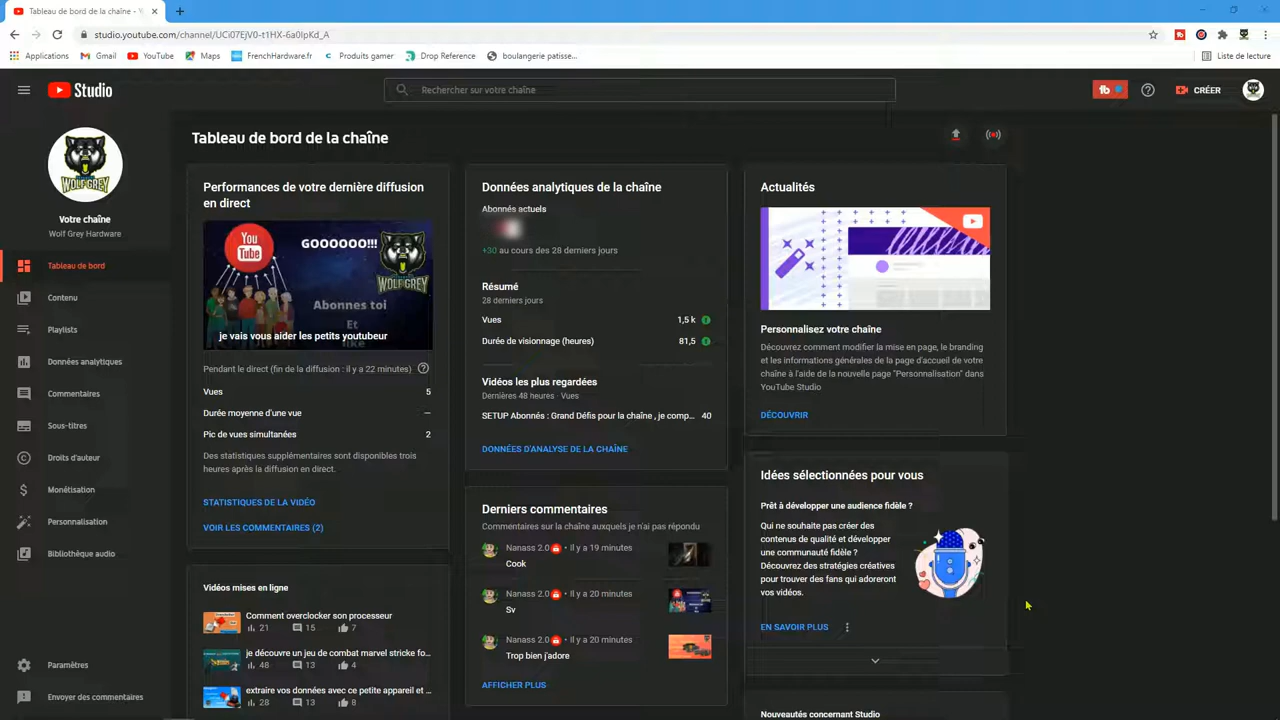 Tableau de bord de la chaîne - Y
studio.youtube.com/channel/UCi07EjV0-t1HX-6a0IpKd_A
Applications
Gmail
YouTube
Maps
FrenchHardware.fr
Produits gamer
Drop Reference
boulangerie patisse...
Liste de lecture
Studio
Rechercher sur votre chaîne
tb
CRÉER
WOLF GREY
Votre chaîne
Wolf Grey Hardware
Tableau de bord
Contenu
Playlists
Données analytiques
Commentaires
Sous-titres
Droits d'auteur
Monétisation
Personnalisation
Bibliothèque audio
Paramètres
Envoyer des commentaires
Tableau de bord de la chaîne
Performances de votre dernière diffusion
en direct
You
Tube
GOOOOOO!!!
WOLF GREY
Abonnes toi
Et
like
je vais vous aider les petits youtubeur
Pendant le direct (fin de la diffusion : il y a 22 minutes)
Vues 5
Durée moyenne d'une vue —
Pic de vues simultanées 2
Des statistiques supplémentaires sont disponibles trois
heures après la diffusion en direct.
STATISTIQUES DE LA VIDÉO
VOIR LES COMMENTAIRES (2)
Vidéos mises en ligne
Comment overclocker son processeur
21 15 7
je découvre un jeu de combat marvel stricke fo...
48 13 4
extraire vos données avec ce petite appareil et ...
28 13 8
Données analytiques de la chaîne
Abonnés actuels
+30 au cours des 28 derniers jours
Résumé
28 derniers jours
Vues 1,5 k
Durée de visionnage (heures) 81,5
Vidéos les plus regardées
Dernières 48 heures · Vues
SETUP Abonnés : Grand Défis pour la chaîne , je comp... 40
DONNÉES D'ANALYSE DE LA CHAÎNE
Derniers commentaires
Commentaires sur la chaîne auxquels je n'ai pas répondu
Nanass 2.0 • il y a 19 minutes
Cook
Nanass 2.0 • il y a 20 minutes
Sv
Nanass 2.0 • il y a 20 minutes
Trop bien j'adore
AFFICHER PLUS
Actualités
Personnalisez votre chaîne
Découvrez comment modifier la mise en page, le branding
et les informations générales de la page d'accueil de votre
chaîne à l'aide de la nouvelle page "Personnalisation" dans
YouTube Studio
DÉCOUVRIR
Idées sélectionnées pour vous
Prêt à développer une audience fidèle ?
Qui ne souhaite pas créer des
contenus de qualité et développer
une communauté fidèle ?
Découvrez des stratégies créatives
pour trouver des fans qui adoreront
vos vidéos.
EN SAVOIR PLUS
Nouveautés concernant Studio